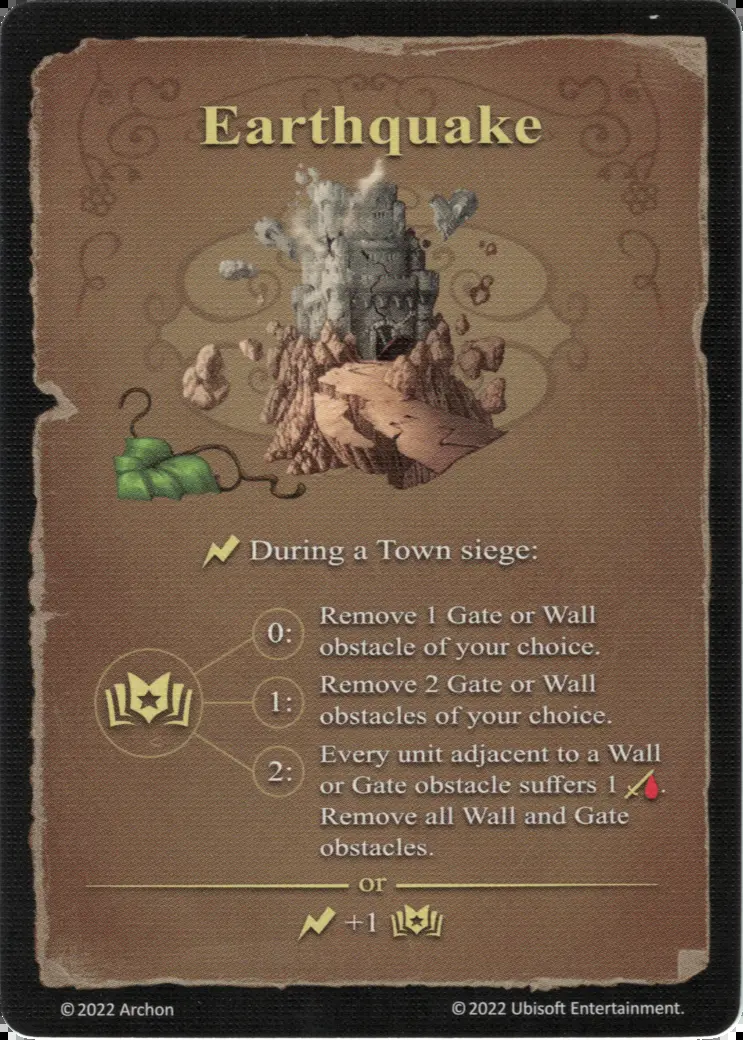 Earthquake
During a Town siege:
0: Remove 1 Gate or Wall
obstacle of your choice.
1: Remove 2 Gate or Wall
obstacles of your choice.
2: Every unit adjacent to a Wall
or Gate obstacle suffers 1 .
Remove all Wall and Gate
obstacles.
or
+1
© 2022 Archon
© 2022 Ubisoft Entertainment.